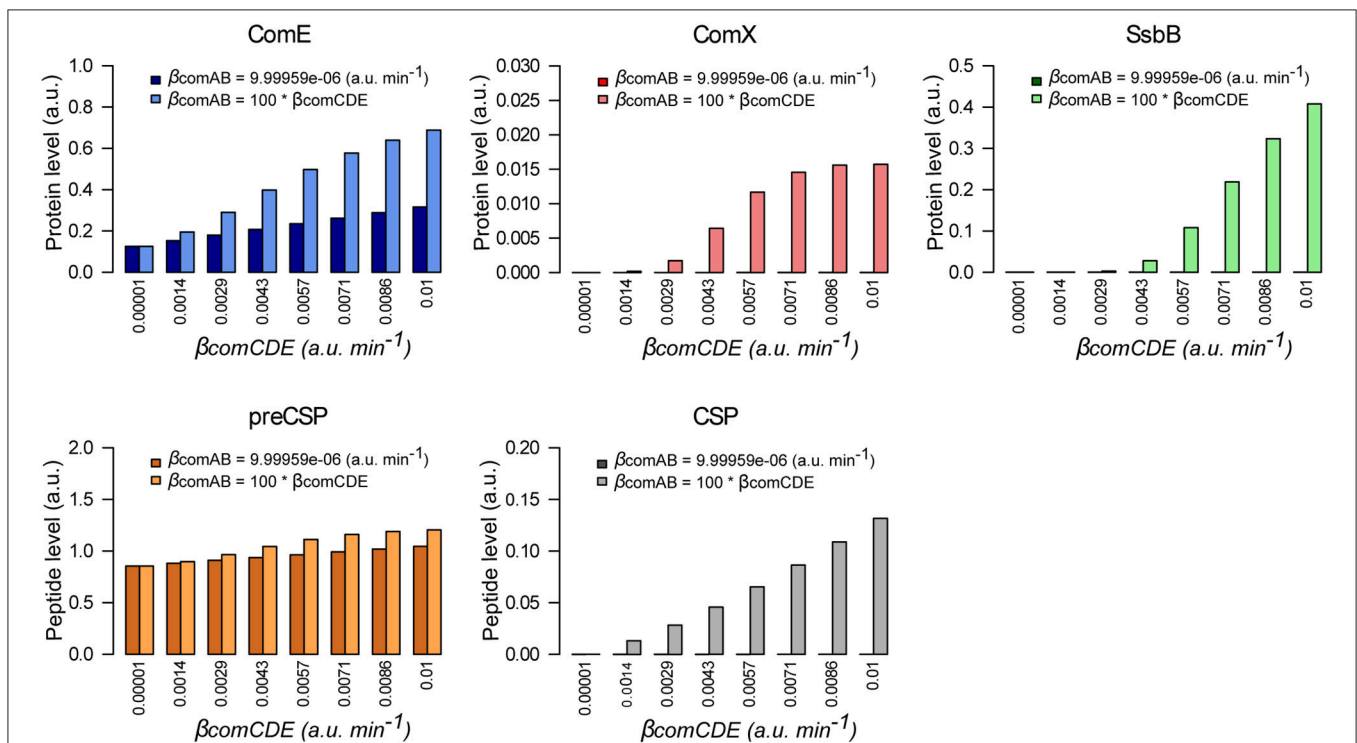 ComE
Protein level (a.u.)
1.0
0.8
0.6
0.4
0.2
0.0
βcomAB = 9.99959e-06 (a.u. min⁻¹)
βcomAB = 100 * βcomCDE
0.00001
0.0014
0.0029
0.0043
0.0057
0.0071
0.0086
0.01
βcomCDE (a.u. min⁻¹)
ComX
Protein level (a.u.)
0.030
0.025
0.020
0.015
0.010
0.005
0.000
βcomAB = 9.99959e-06 (a.u. min⁻¹)
βcomAB = 100 * βcomCDE
0.00001
0.0014
0.0029
0.0043
0.0057
0.0071
0.0086
0.01
βcomCDE (a.u. min⁻¹)
SsbB
Protein level (a.u.)
0.5
0.4
0.3
0.2
0.1
0.0
βcomAB = 9.99959e-06 (a.u. min⁻¹)
βcomAB = 100 * βcomCDE
0.00001
0.0014
0.0029
0.0043
0.0057
0.0071
0.0086
0.01
βcomCDE (a.u. min⁻¹)
preCSP
Peptide level (a.u.)
2.0
1.5
1.0
0.5
0.0
βcomAB = 9.99959e-06 (a.u. min⁻¹)
βcomAB = 100 * βcomCDE
0.00001
0.0014
0.0029
0.0043
0.0057
0.0071
0.0086
0.01
βcomCDE (a.u. min⁻¹)
CSP
Peptide level (a.u.)
0.20
0.15
0.10
0.05
0.00
βcomAB = 9.99959e-06 (a.u. min⁻¹)
βcomAB = 100 * βcomCDE
0.00001
0.0014
0.0029
0.0043
0.0057
0.0071
0.0086
0.01
βcomCDE (a.u. min⁻¹)